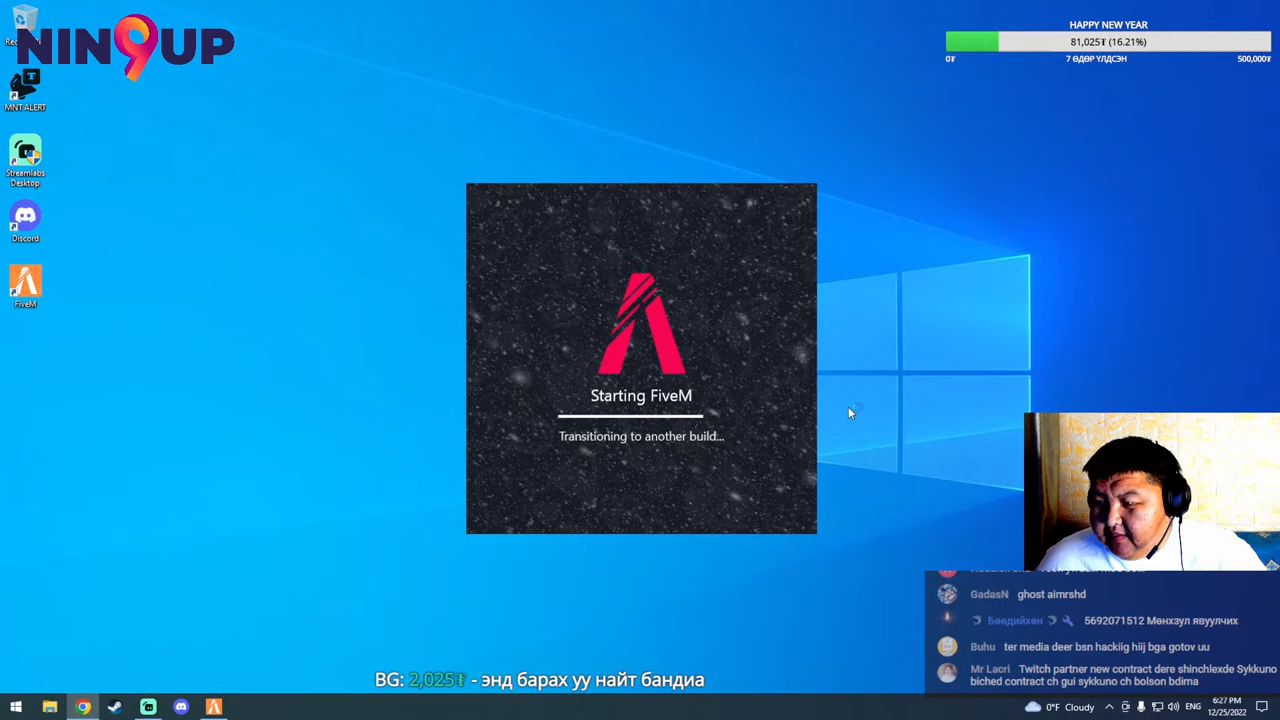 NIN9UP
HAPPY NEW YEAR
81,025₮ (16.21%)
0₮ 7 ӨДӨР ҮЛДСЭН 500,000₮
MNT ALERT
Streamlabs
Desktop
Discord
FiveM
Starting FiveM
Transitioning to another build...
GadasN ghost aimrshd
Бөөдийхөн 5692071512 Мөнхзул явуулчих
Buhu ter media deer bsn hackiig hiij bga gotov uu
Mr Lacri Twitch partner new contract dere shinchlexde Sykkuno
biched contract ch gui sykkuno ch bolson bdima
BG: 2,025₮ - энд барах уу найт бандиа
0°F Cloudy
ENG
6:27 PM
12/25/2022